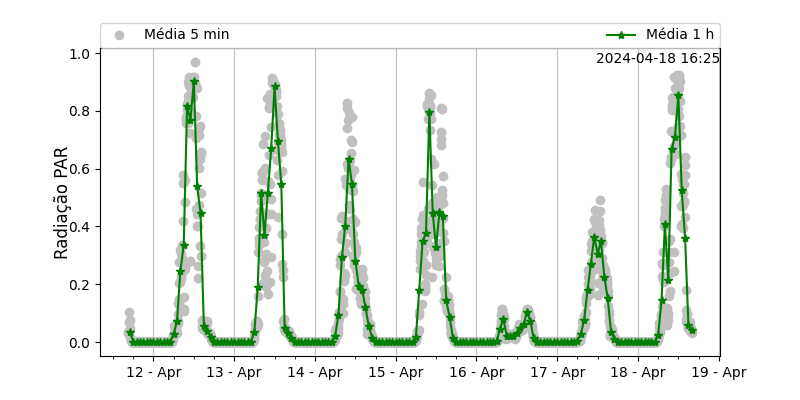 Média 5 min
Média 1 h
2024-04-18 16:25
Radiação PAR
1.0
0.8
0.6
0.4
0.2
0.0
12 - Apr
13 - Apr
14 - Apr
15 - Apr
16 - Apr
17 - Apr
18 - Apr
19 - Apr